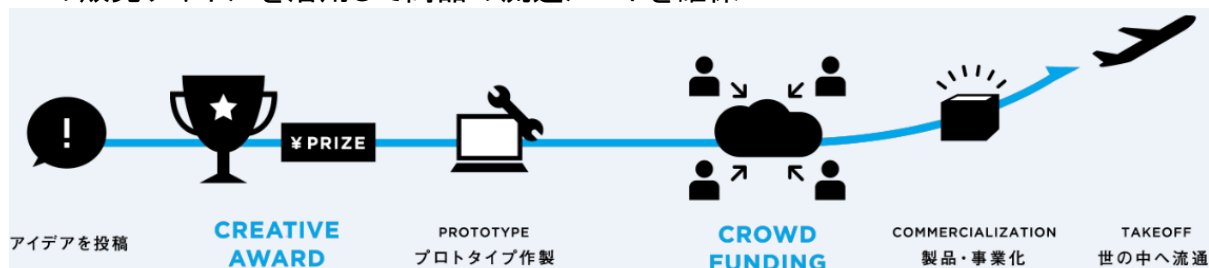 ¥PRIZE
アイデアを投稿
CREATIVE
AWARD
PROTOTYPE
プロトタイプ作製
CROWD
FUNDING
COMMERCIALIZATION
製品・事業化
TAKEOFF
世の中へ流通